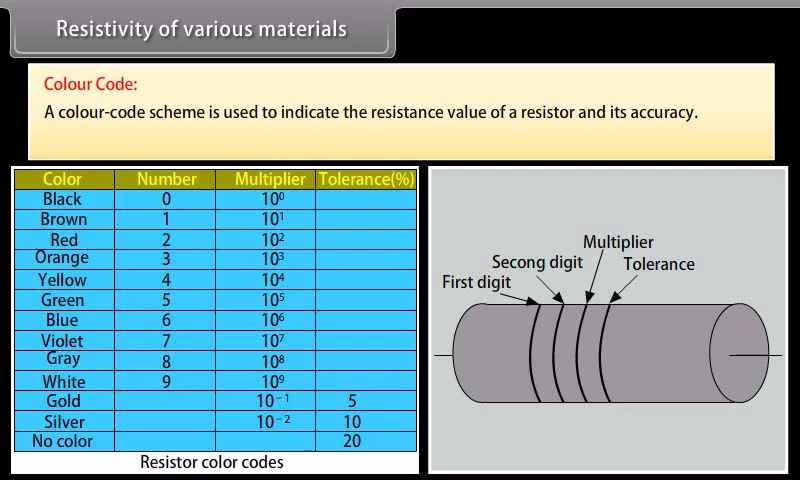 Resistivity of various materials
Colour Code:
A colour-code scheme is used to indicate the resistance value of a resistor and its accuracy.
Color Number Multiplier Tolerance(%)
Black 0 10⁰
Brown 1 10¹
Red 2 10²
Orange 3 10³
Yellow 4 10⁴
Green 5 10⁵
Blue 6 10⁶
Violet 7 10⁷
Gray 8 10⁸
White 9 10⁹
Gold 10⁻¹ 5
Silver 10⁻² 10
No color 20
Resistor color codes
Multiplier
Second digit Tolerance
First digit